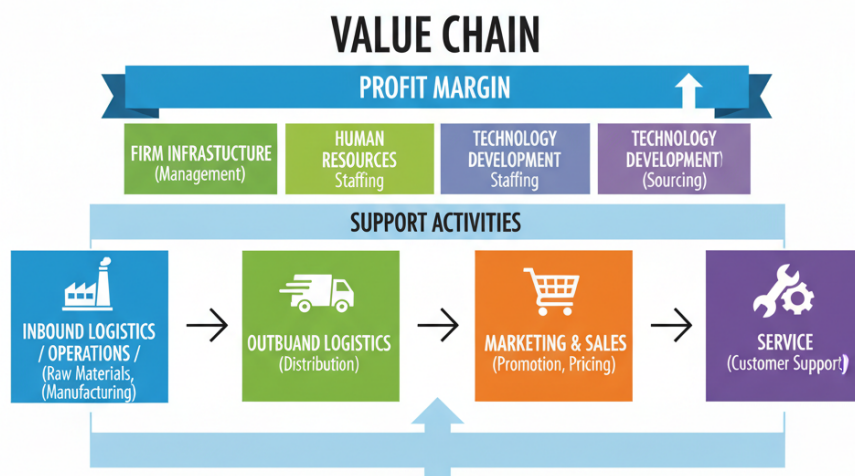 VALUE CHAIN
PROFIT MARGIN
FIRM INFRASTUCTURE
(Management)
HUMAN
RESOURCES
Staffing
TECHNOLOGY
DEVELOPMENT
Staffing
TECHNOLOGY
DEVELOPMENT)
(Sourcing)
SUPPORT ACTIVITIES
INBOUND LOGISTICS
/ OPERATIONS /
(Raw Materials,
(Manufacturing)
OUTBUAND LOGISTICS
(Distribution)
MARKETING & SALES
(Promotion, Pricing)
SERVICE
(Customer Support)